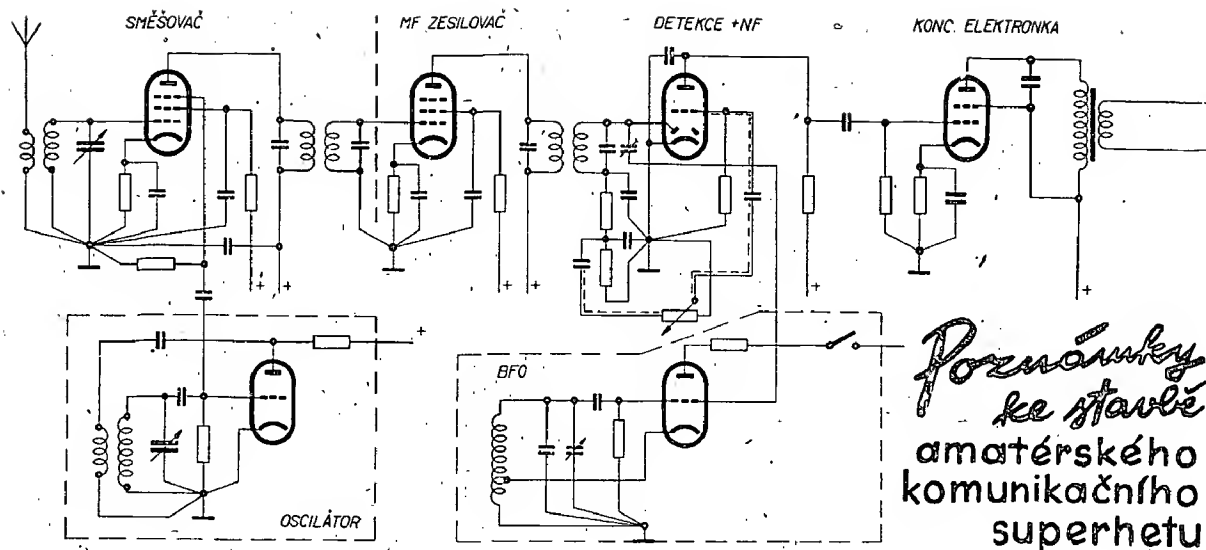 SMĚŠOVAČ
MF ZESILOVAČ
DETEKCE + NF
KONC. ELEKTRONKA
+ +
+ +
+
+
+
BFO
OSCILÁTOR
Poznámky
ke stavbě
amatérského
komunikačního
superhetu